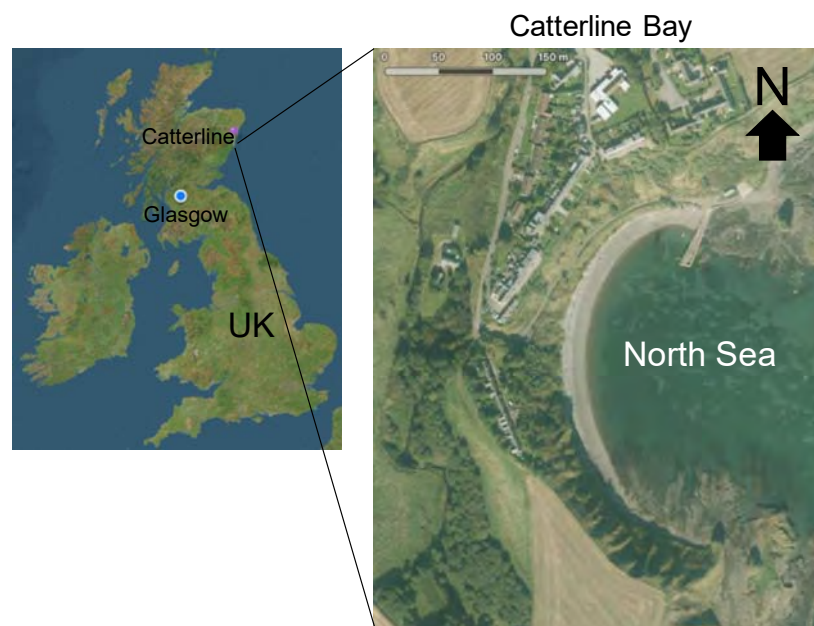 Catterline Bay
0 50 100 150 m
N
Catterline
Glasgow
UK
North Sea